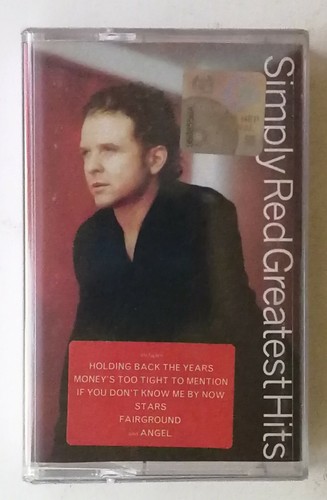 Simply Red Greatest Hits
HOLDING BACK THE YEARS
MONEY'S TOO TIGHT TO MENTION
IF YOU DON'T KNOW ME BY NOW
STARS
FAIRGROUND
AND ANGEL